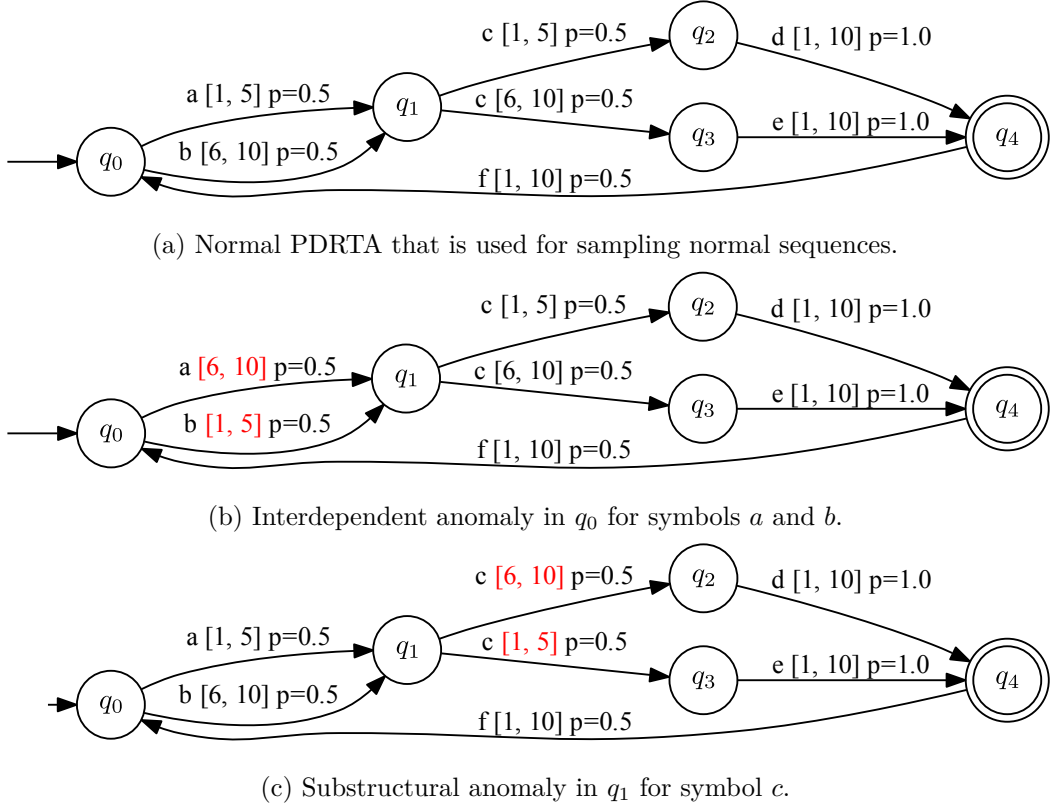 c [1, 5] p=0.5
q2
d [1, 10] p=1.0
a [1, 5] p=0.5
q1
c [6, 10] p=0.5
q0
b [6, 10] p=0.5
q3
e [1, 10] p=1.0
q4
f [1, 10] p=0.5
(a) Normal PDRTA that is used for sampling normal sequences.
c [1, 5] p=0.5
q2
d [1, 10] p=1.0
a [6, 10] p=0.5
q1
c [6, 10] p=0.5
q0
b [1, 5] p=0.5
q3
e [1, 10] p=1.0
q4
f [1, 10] p=0.5
(b) Interdependent anomaly in q0 for symbols a and b.
c [6, 10] p=0.5
q2
d [1, 10] p=1.0
a [1, 5] p=0.5
q1
c [1, 5] p=0.5
q0
b [6, 10] p=0.5
q3
e [1, 10] p=1.0
q4
f [1, 10] p=0.5
(c) Substructural anomaly in q1 for symbol c.